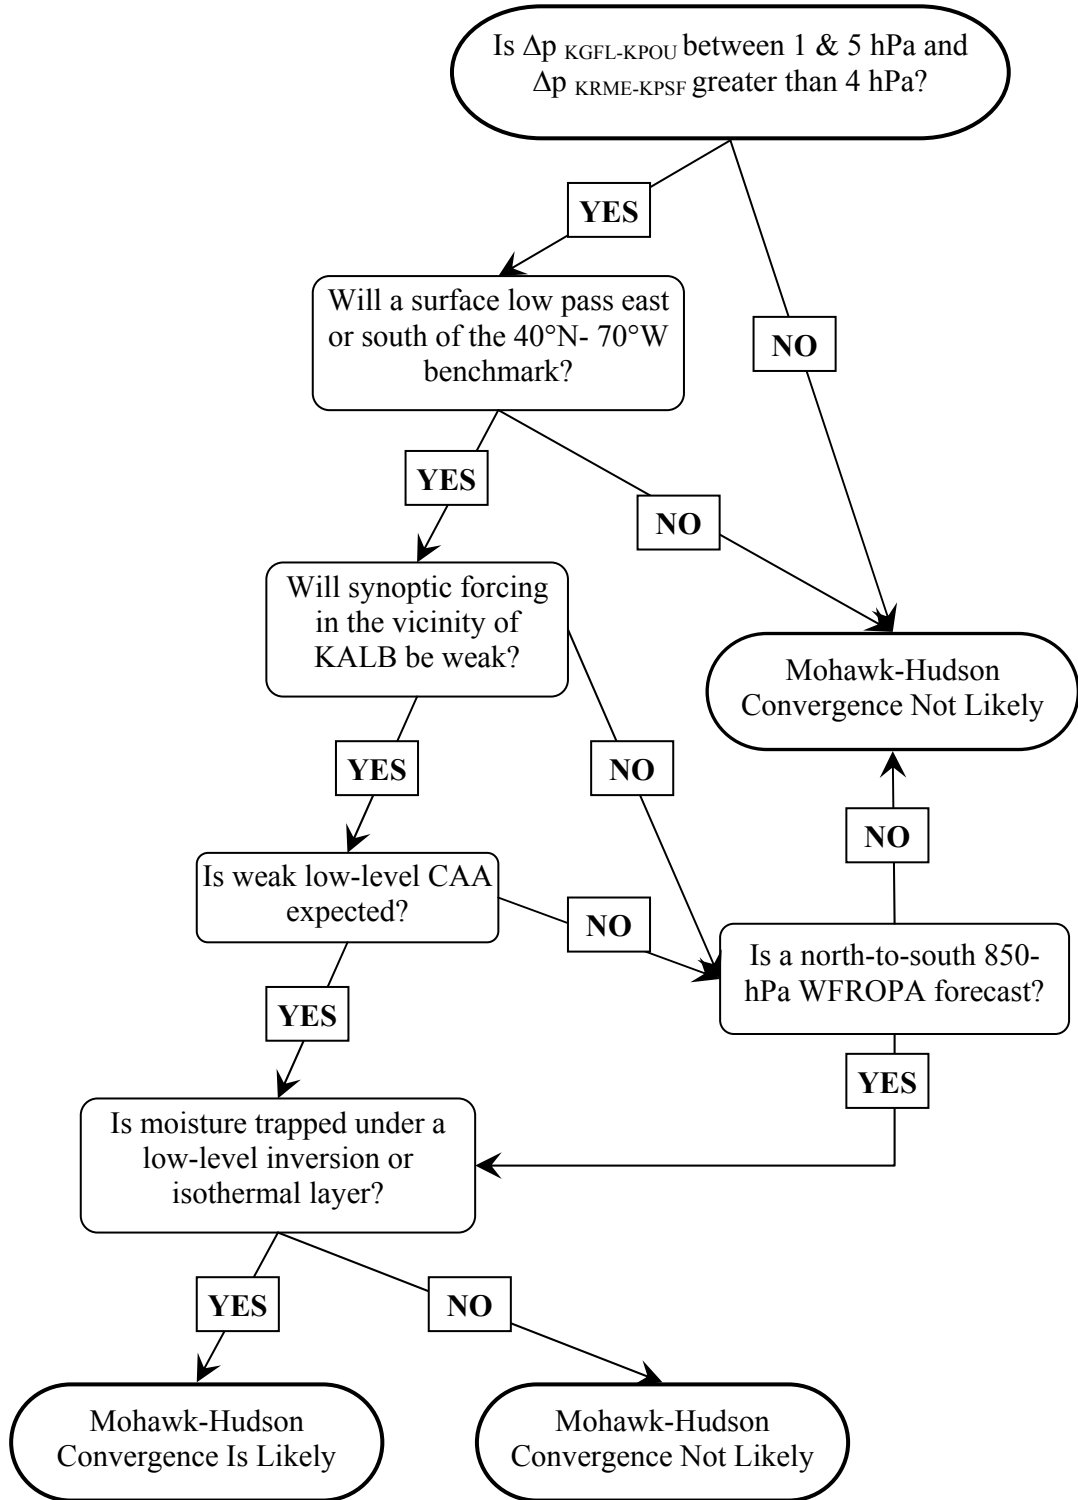 Is Δp KGFL-KPOU between 1 & 5 hPa and
Δp KRME-KPSF greater than 4 hPa?
YES
NO
Will a surface low pass east
or south of the 40°N- 70°W
benchmark?
YES
NO
Will synoptic forcing
in the vicinity of
KALB be weak?
Mohawk-Hudson
Convergence Not Likely
YES
NO
NO
Is weak low-level CAA
expected?
NO
Is a north-to-south 850-
hPa WFROPA forecast?
YES
YES
Is moisture trapped under a
low-level inversion or
isothermal layer?
YES
NO
Mohawk-Hudson
Convergence Is Likely
Mohawk-Hudson
Convergence Not Likely